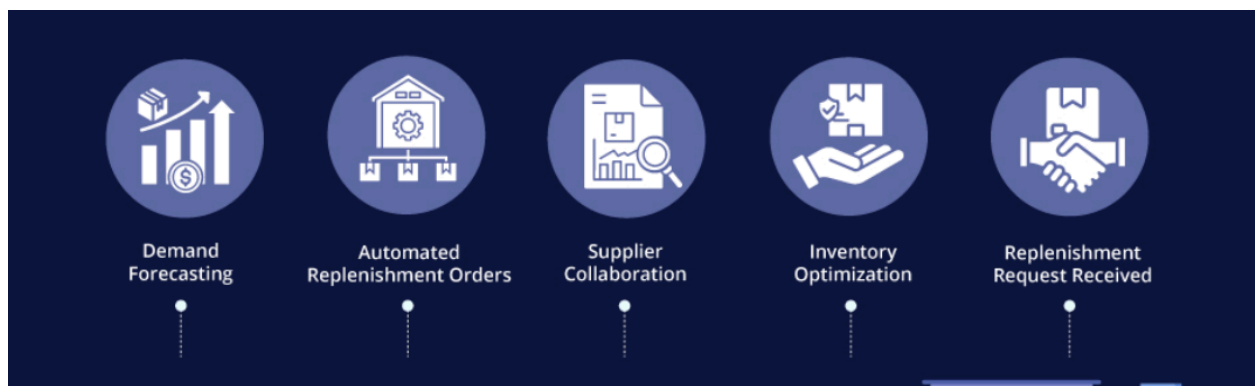 Demand
Forecasting
Automated
Replenishment Orders
Supplier
Collaboration
Inventory
Optimization
Replenishment
Request Received